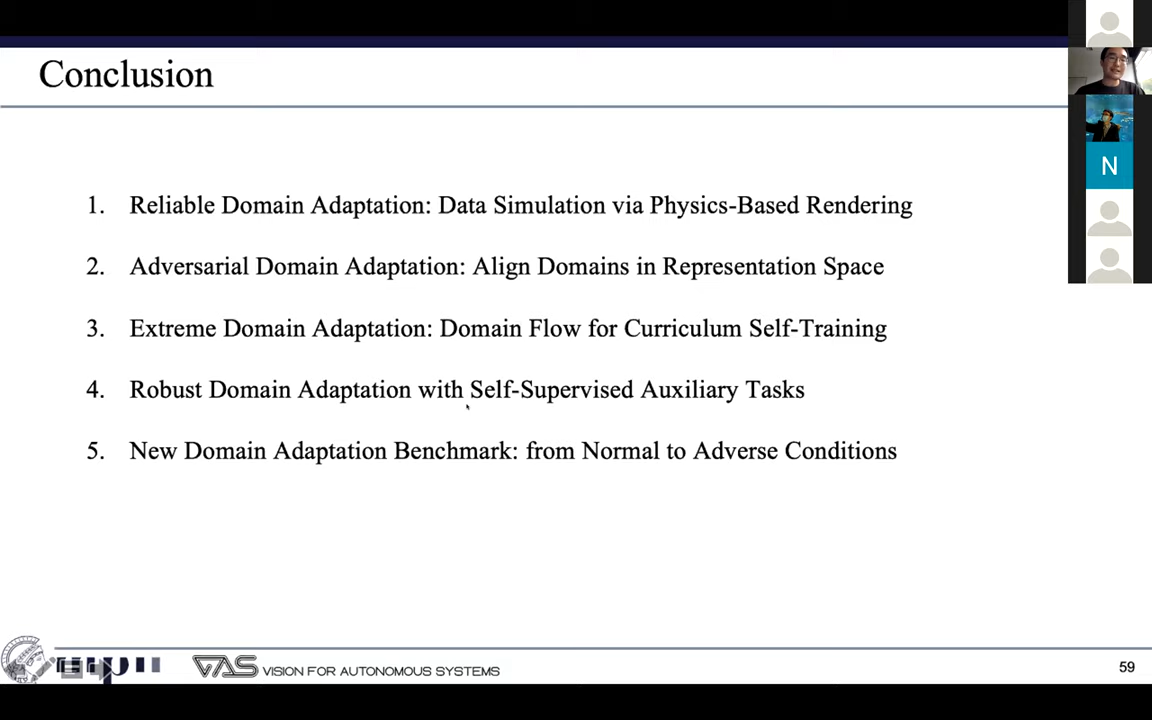 Conclusion
1. Reliable Domain Adaptation: Data Simulation via Physics-Based Rendering
2. Adversarial Domain Adaptation: Align Domains in Representation Space
3. Extreme Domain Adaptation: Domain Flow for Curriculum Self-Training
4. Robust Domain Adaptation with Self-Supervised Auxiliary Tasks
5. New Domain Adaptation Benchmark: from Normal to Adverse Conditions
N
VAS VISION FOR AUTONOMOUS SYSTEMS
59